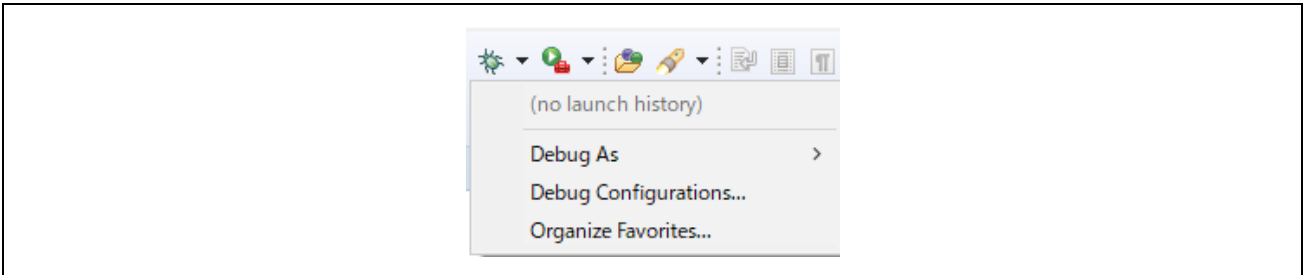 (no launch history)
Debug As
Debug Configurations...
Organize Favorites...